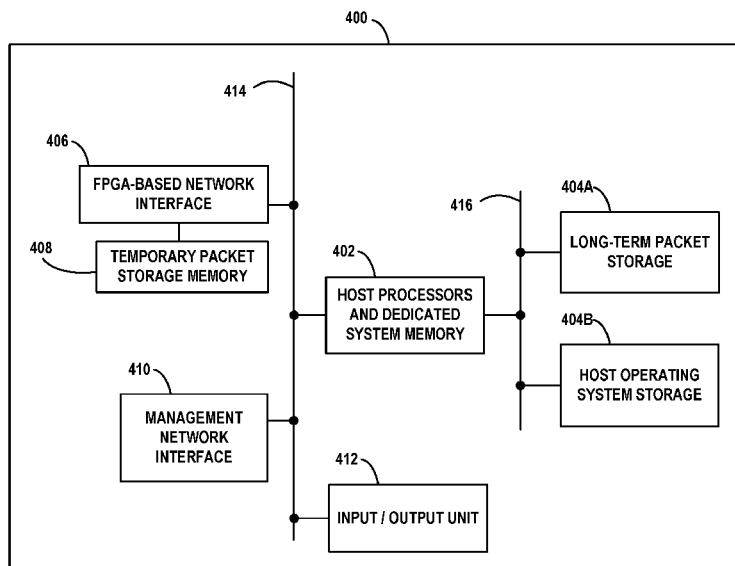 400
414
406
FPGA-BASED NETWORK
INTERFACE
408
TEMPORARY PACKET
STORAGE MEMORY
402
HOST PROCESSORS
AND DEDICATED
SYSTEM MEMORY
416
404A
LONG-TERM PACKET
STORAGE
404B
HOST OPERATING
SYSTEM STORAGE
410
MANAGEMENT
NETWORK
INTERFACE
412
INPUT / OUTPUT UNIT